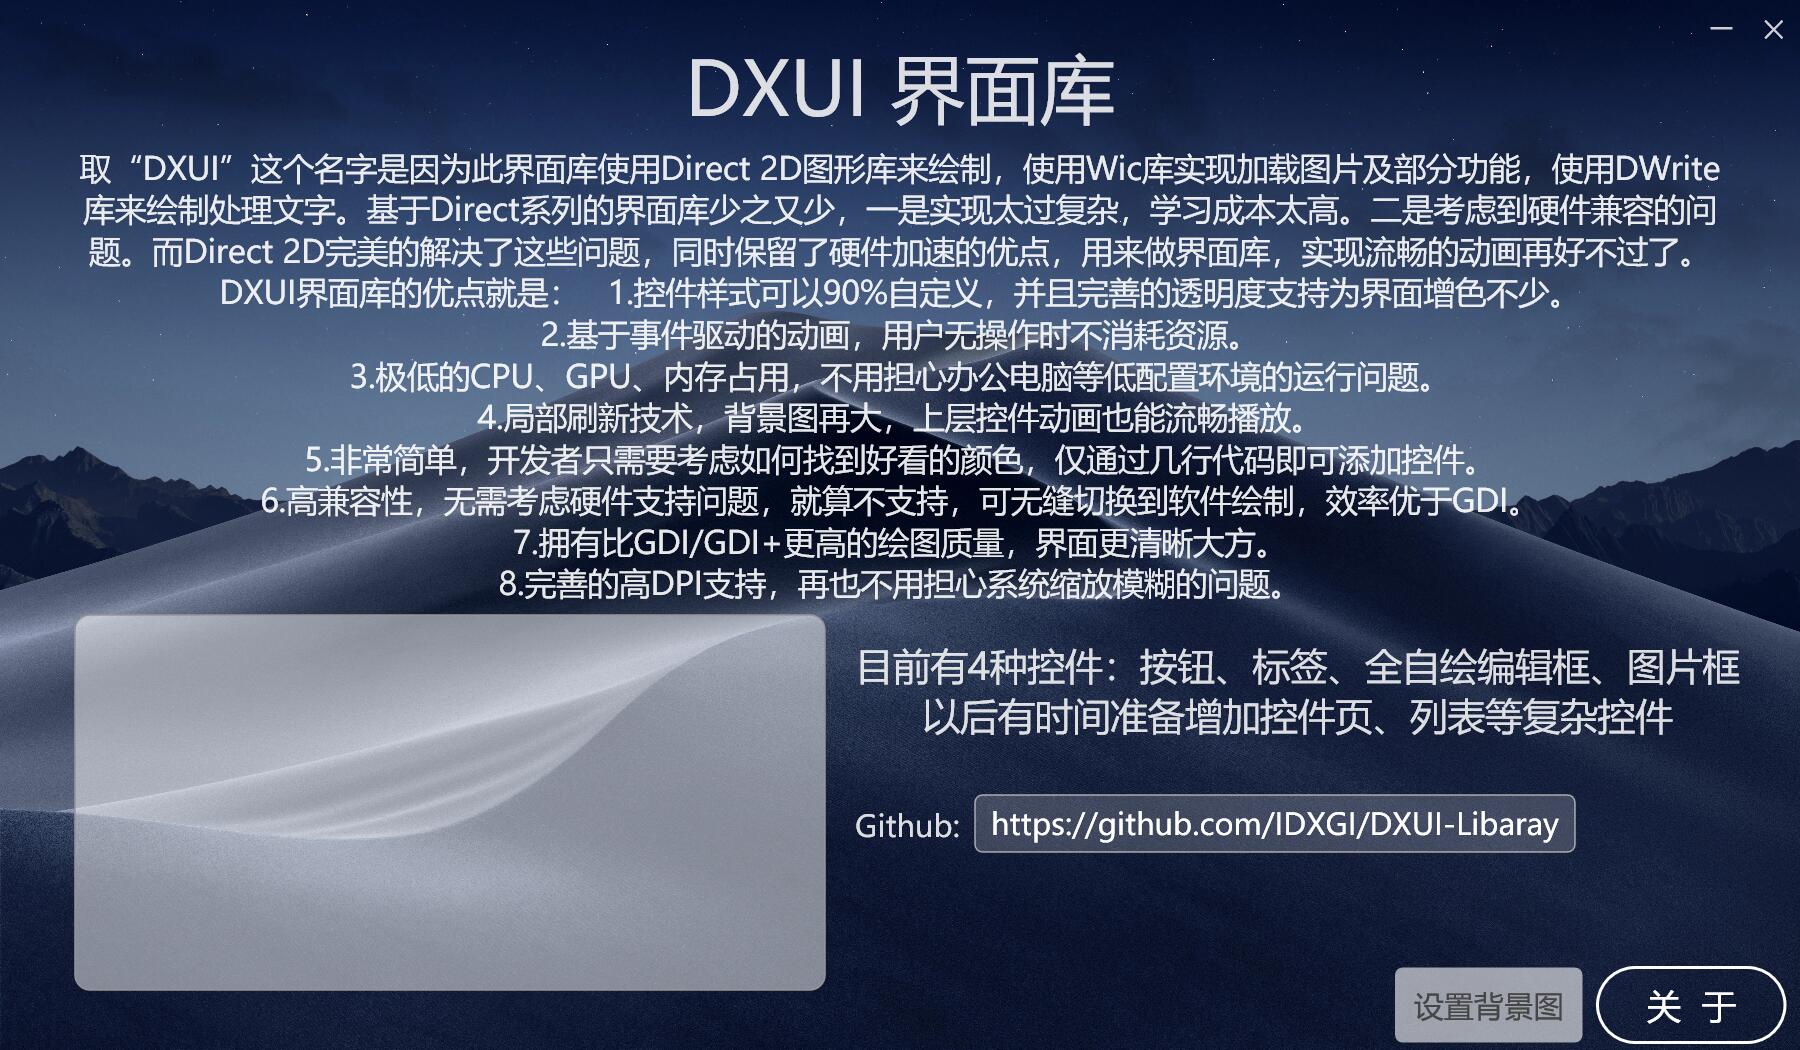 DXUI 界面库
取“DXUI”这个名字是因为此界面库使用Direct 2D图形库来绘制，使用Wic库实现加载图片及部分功能，使用DWrite
库来绘制处理文字。基于Direct系列的界面库少之又少，一是实现太过复杂，学习成本太高。二是考虑到硬件兼容的问
题。而Direct 2D完美的解决了这些问题，同时保留了硬件加速的优点，用来做界面库，实现流畅的动画再好不过了。
DXUI界面库的优点就是： 1.控件样式可以90%自定义，并且完善的透明度支持为界面增色不少。
2.基于事件驱动的动画，用户无操作时不消耗资源。
3.极低的CPU、GPU、内存占用，不用担心办公电脑等低配置环境的运行问题。
4.局部刷新技术，背景图再大，上层控件动画也能流畅播放。
5.非常简单，开发者只需要考虑如何找到好看的颜色，仅通过几行代码即可添加控件。
6.高兼容性，无需考虑硬件支持问题，就算不支持，可无缝切换到软件绘制，效率优于GDI。
7.拥有比GDI/GDI+更高的绘图质量，界面更清晰大方。
8.完善的高DPI支持，再也不用担心系统缩放模糊的问题。
目前有4种控件：按钮、标签、全自绘编辑框、图片框
以后有时间准备增加控件页、列表等复杂控件
Github: https://github.com/IDXGI/DXUI-Libaray
设置背景图
关 于